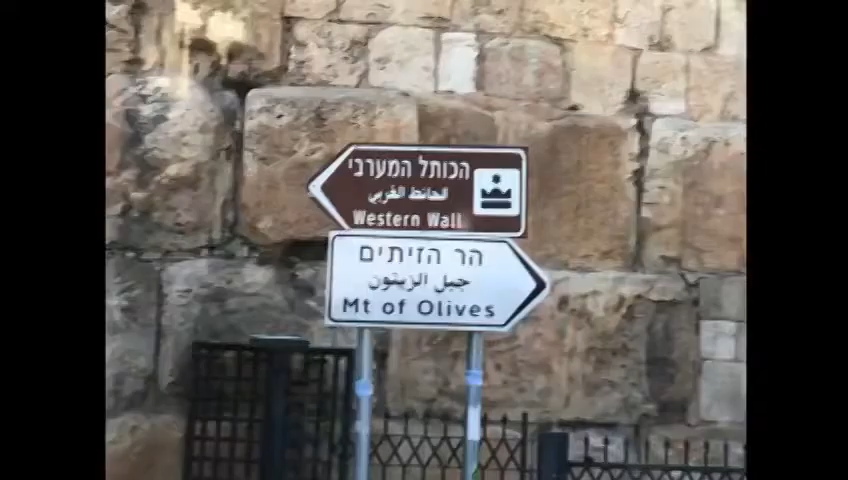 הכותל המערבי
الحائط الغربي
Western Wall
הר הזיתים
جبل الزيتون
Mt of Olives